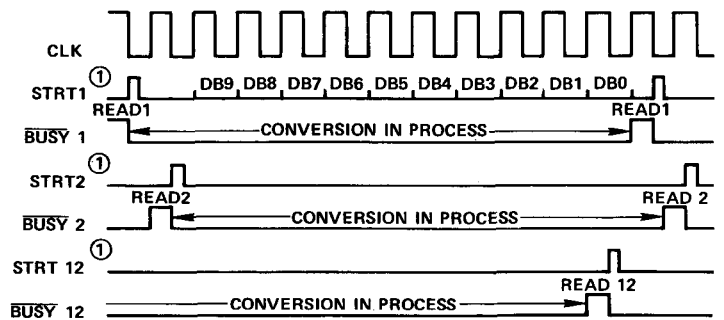 CLK
STRT1 ① DB9 DB8 DB7 DB6 DB5 DB4 DB3 DB2 DB1 DB0
READ1 READ1
BUSY 1 CONVERSION IN PROCESS
STRT2 ①
READ2 READ 2
BUSY 2 CONVERSION IN PROCESS
STRT 12 ①
READ 12
BUSY 12 CONVERSION IN PROCESS